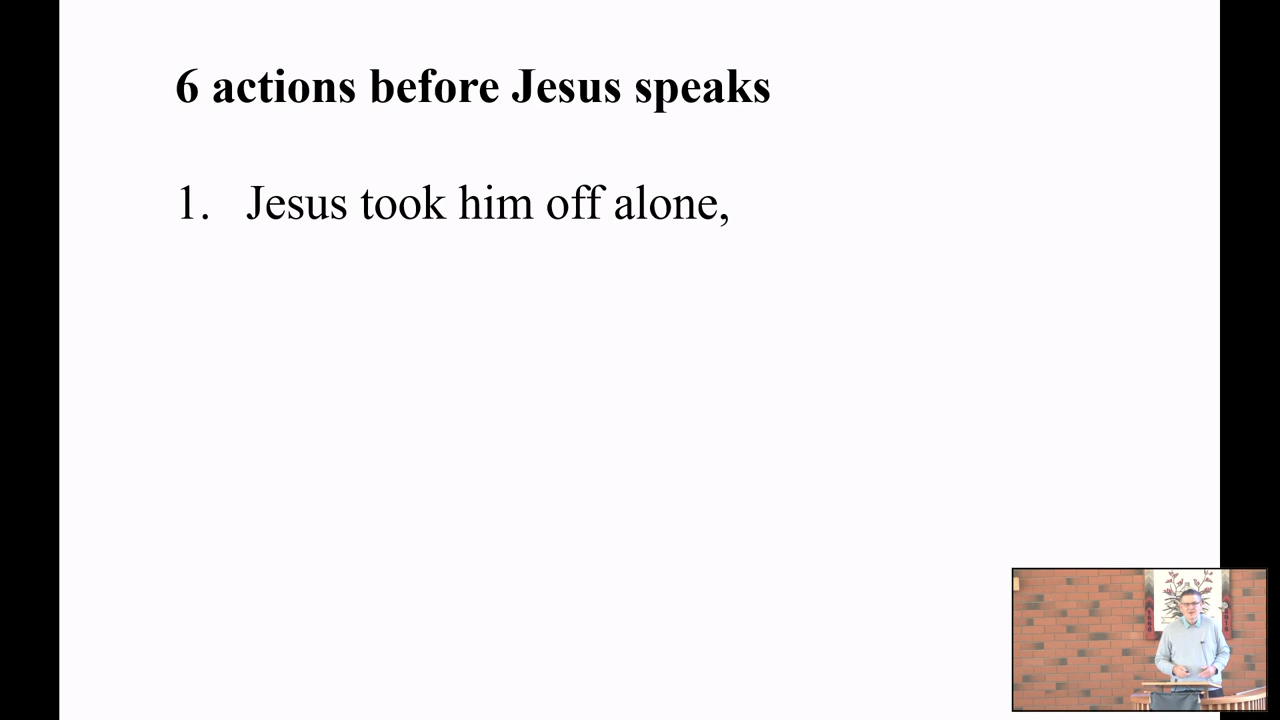 6 actions before Jesus speaks
1. Jesus took him off alone,